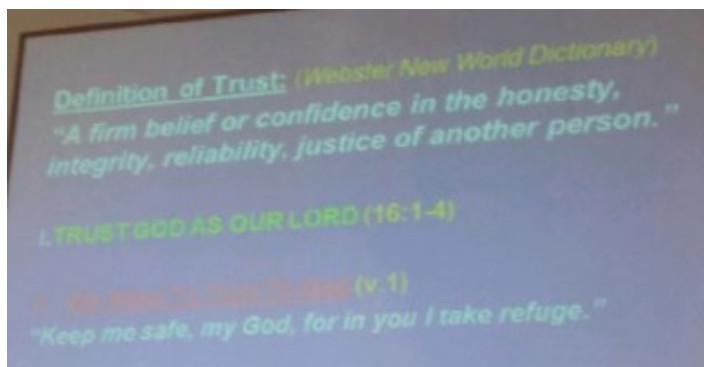 Definition of Trust: (Webster New World Dictionary)
“A firm belief or confidence in the honesty,
integrity, reliability, justice of another person.”
I. TRUST GOD AS OUR LORD (16:1-4)
(v.1)
“Keep me safe, my God, for in you I take refuge.”